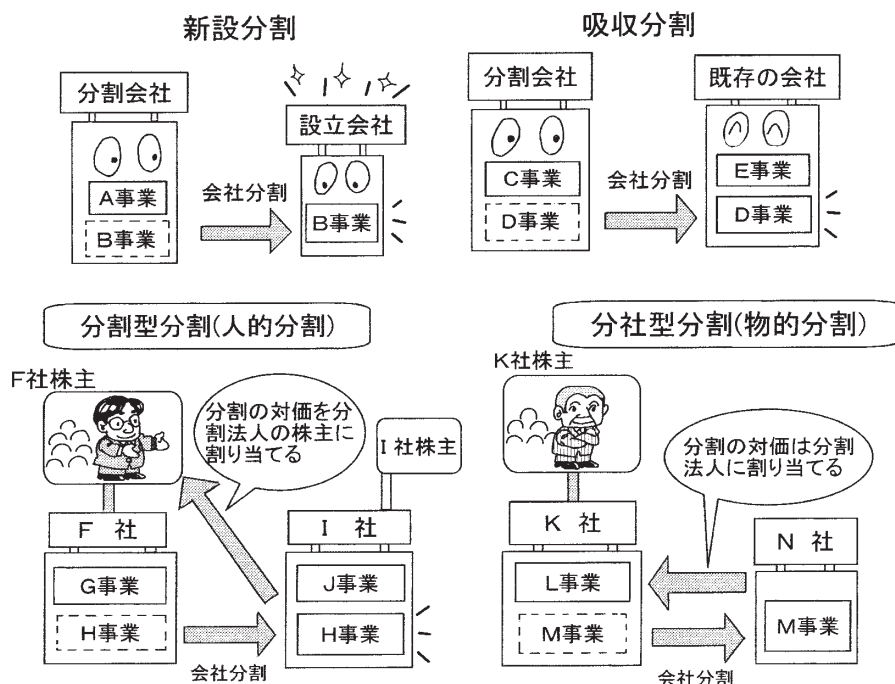 新設分割
分割会社
A事業
B事業
会社分割
設立会社
B事業
吸収分割
分割会社
C事業
D事業
会社分割
既存の会社
E事業
D事業
分割型分割(人的分割)
F社株主
分割の対価を分
割法人の株主に
割り当てる
I社株主
F 社
G事業
H事業
会社分割
I 社
J事業
H事業
分社型分割(物的分割)
K社株主
分割の対価は分割
法人に割り当てる
K 社
L事業
M事業
会社分割
N 社
M事業